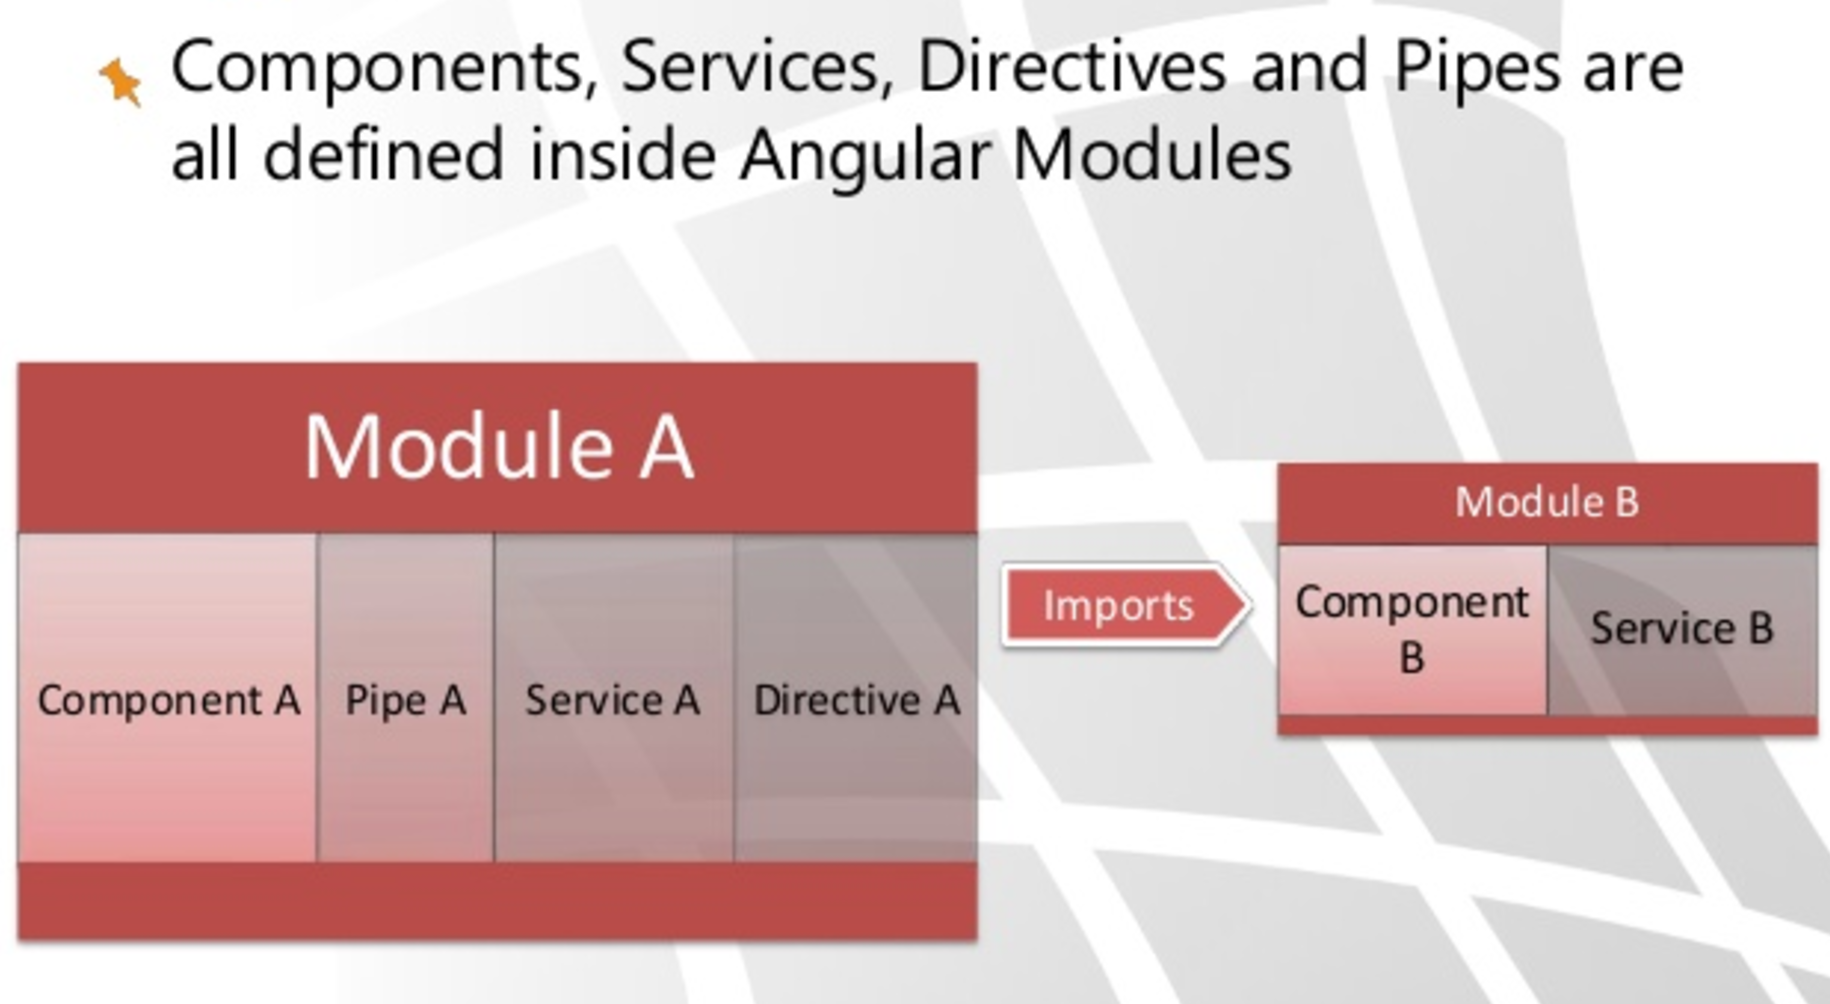 Components, Services, Directives and Pipes are
all defined inside Angular Modules
Module A
Component A
Pipe A
Service A
Directive A
Imports
Module B
Component
B
Service B